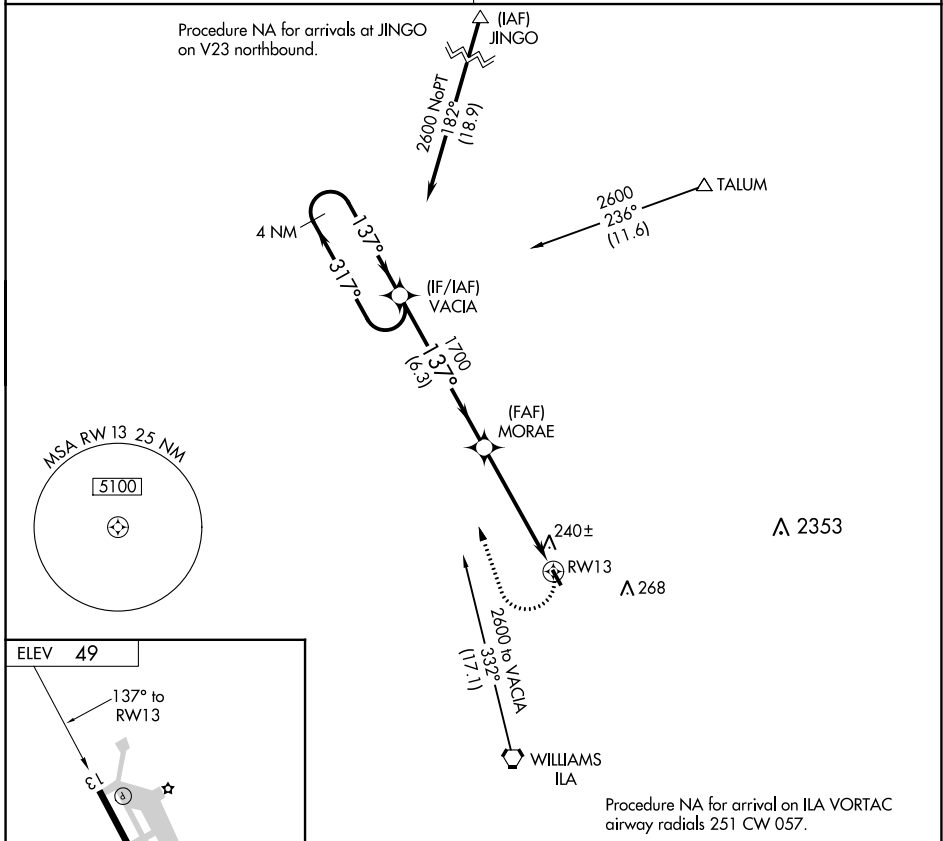 Procedure NA for arrivals at JINGO
on V23 northbound.
(IAF)
JINGO
2600 NoPT
182°
(18.9)
TALUM
2600
236°
(11.6)
4 NM
137°
317°
(IF/IAF)
VACIA
1700
137°
(6.3)
(FAF)
MORAE
MSA RW 13 25 NM
5100
240±
2353
RW13
268
2600 to VACIA
332°
(17.1)
WILLIAMS
ILA
ELEV 49
137° to
RW13
13
P
Procedure NA for arrival on ILA VORTAC
airway radials 251 CW 057.